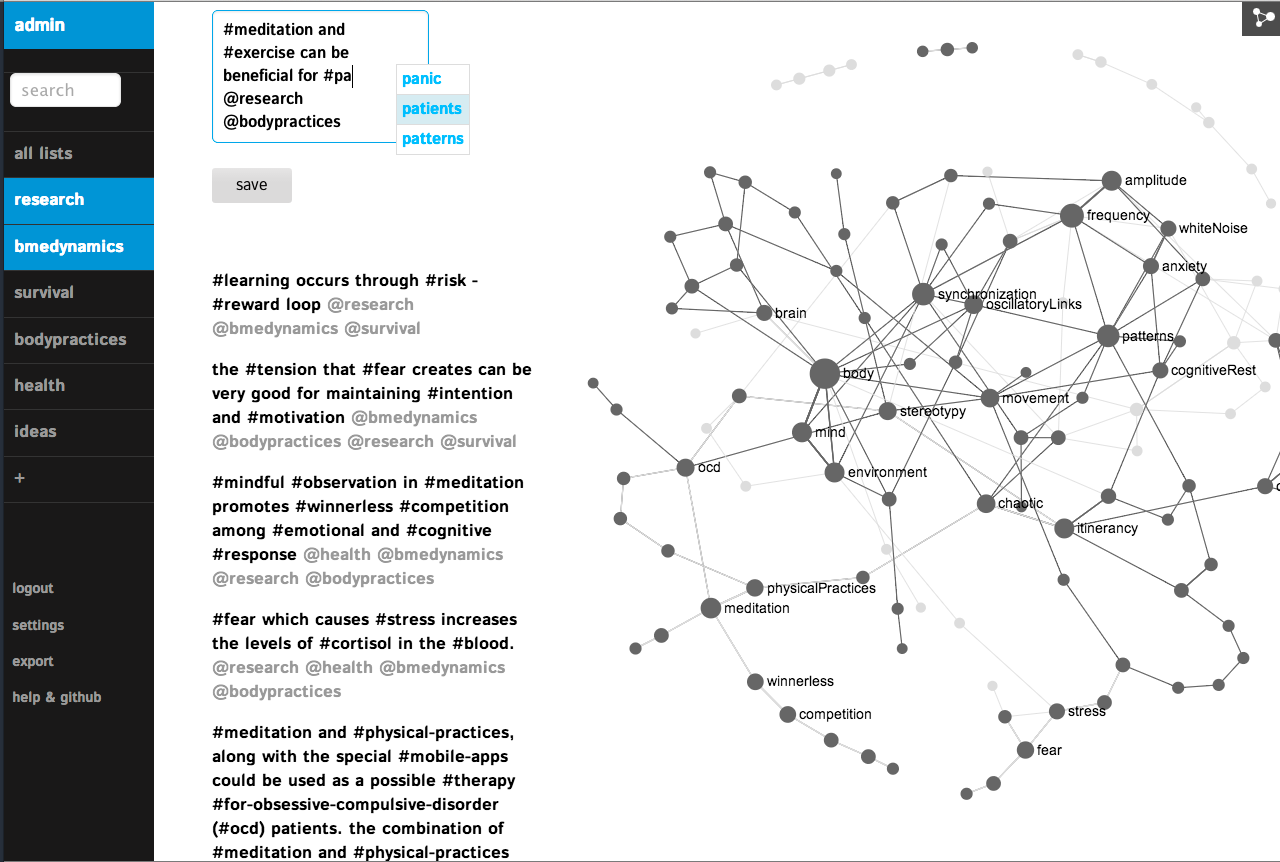 admin
search
all lists
research
bmedynamics
survival
bodypractices
health
ideas
+
logout
settings
export
help & github
#meditation and
#exercise can be
beneficial for #pa
@research
@bodypractices
panic
patients
patterns
save
#learning occurs through #risk -
#reward loop @research
@bmedynamics @survival
the #tension that #fear creates can be
very good for maintaining #intention
and #motivation @bmedynamics
@bodypractices @research @survival
#mindful #observation in #meditation
promotes #winnerless #competition
among #emotional and #cognitive
#response @health @bmedynamics
@research @bodypractices
#fear which causes #stress increases
the levels of #cortisol in the #blood.
@research @health @bmedynamics
@bodypractices
#meditation and #physical-practices,
along with the special #mobile-apps
could be used as a possible #therapy
#for-obsessive-compulsive-disorder
(#ocd) patients. the combination of
#meditation and #physical-practices
amplitude
frequency
whiteNoise
anxiety
synchronization
oscillatoryLinks
brain
patterns
body
cognitiveRest
movement
stereotypy
mind
ocd
environment
chaotic
itinerancy
physicalPractices
meditation
winnerless
competition
stress
fear